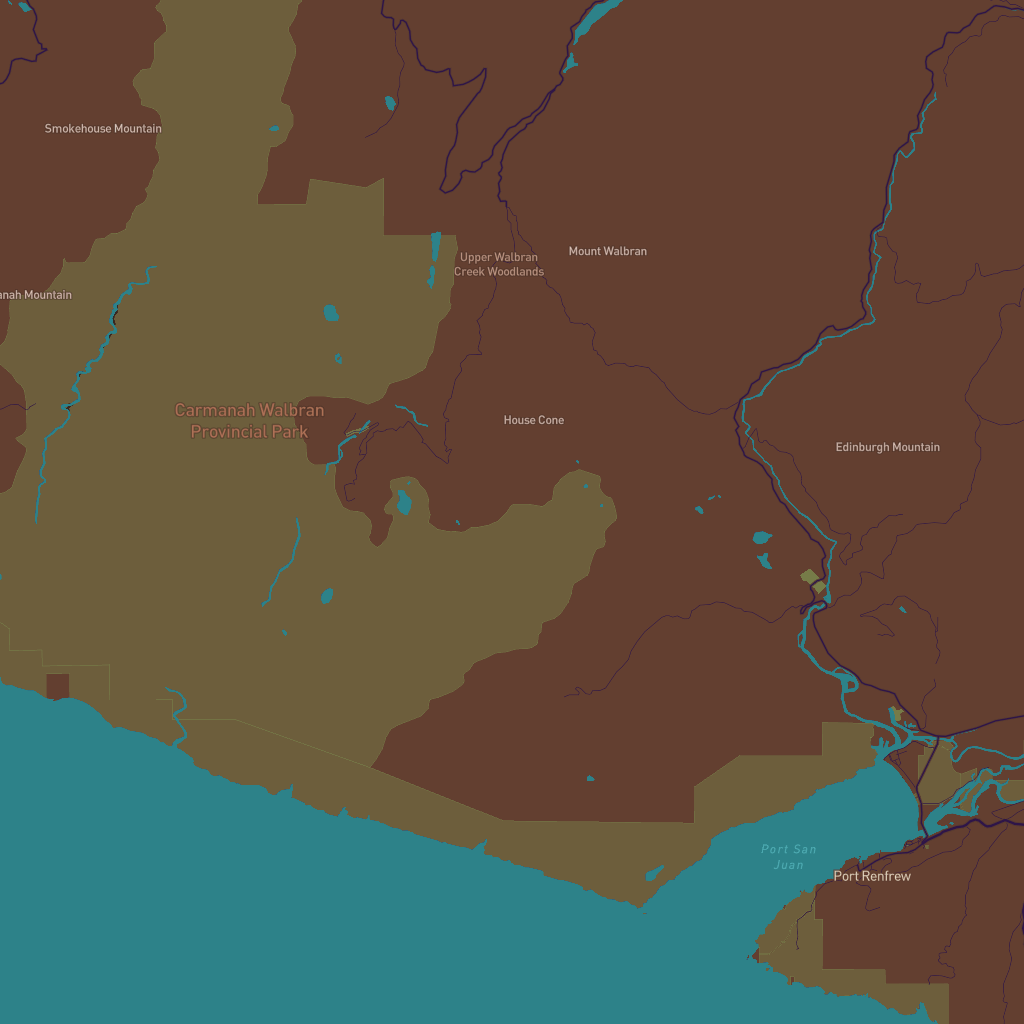 Smokehouse Mountain
Upper Walbran
Creek Woodlands
Mount Walbran
anah Mountain
Carmanah Walbran
Provincial Park
House Cone
Edinburgh Mountain
Port San
Juan
Port Renfrew